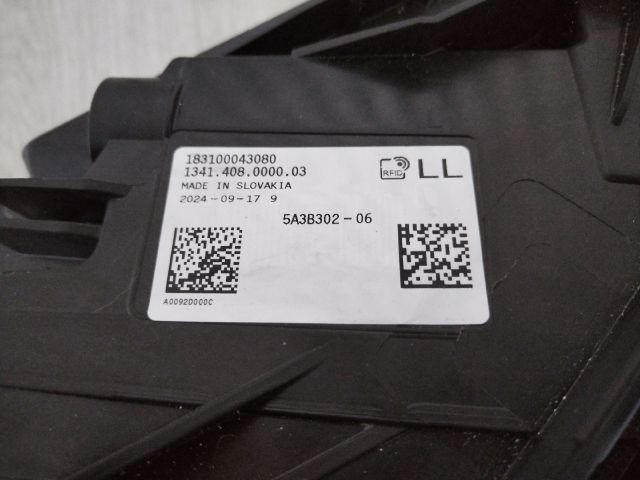 183100043080
1341.408.0000.03
MADE IN SLOVAKIA
2024-09-17 9
RFID LL
5A3B302-06
A0092D000C